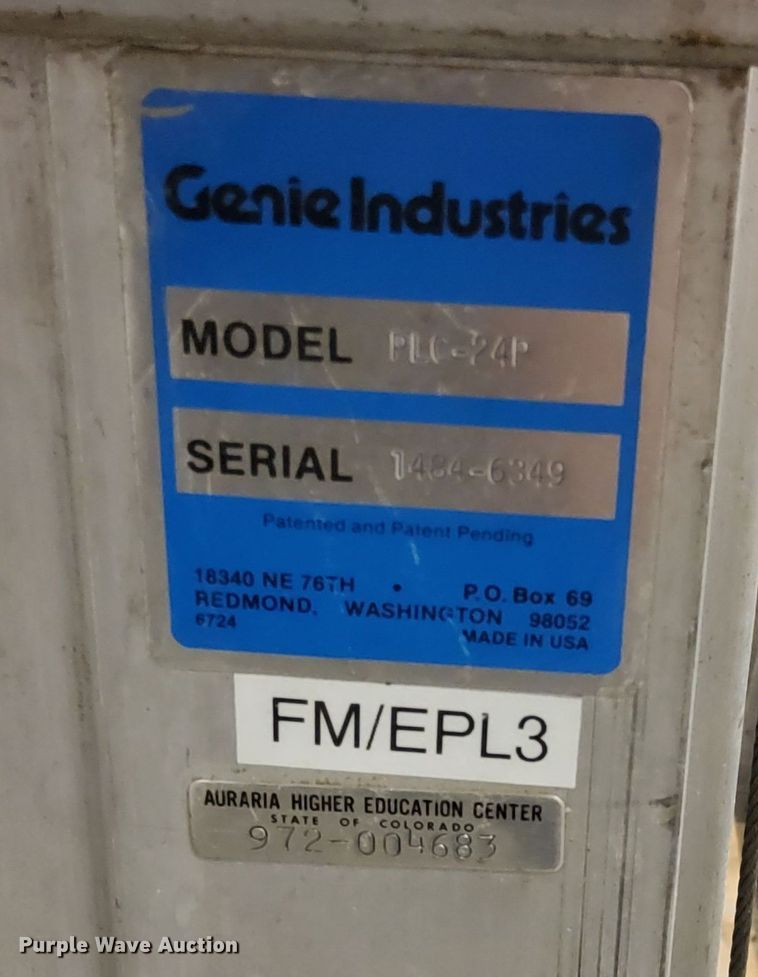 Genie Industries
MODEL PLC-24P
SERIAL 1484-6349
Patented and Patent Pending
18340 NE 76TH • P.O. Box 69
REDMOND, WASHINGTON 98052
6724 MADE IN USA
FM/EPL3
AURARIA HIGHER EDUCATION CENTER
STATE OF COLORADO
972-004683
Purple Wave Auction